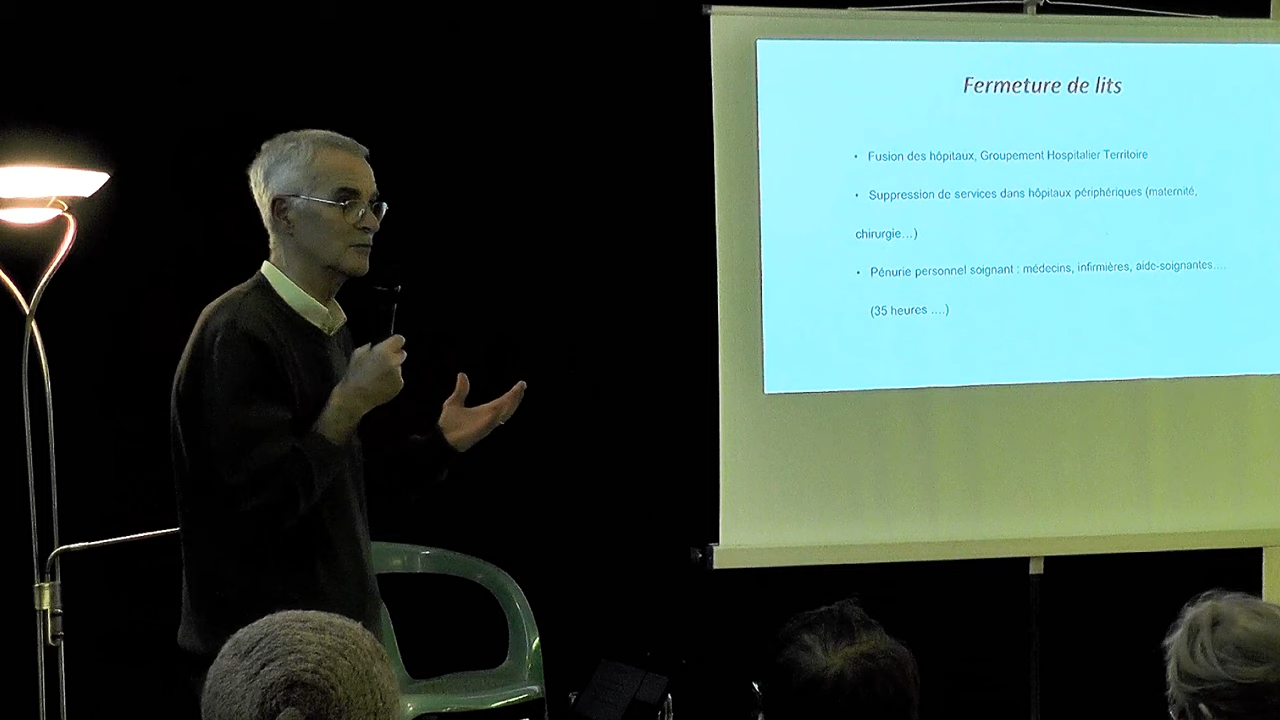 Fermeture de lits
• Fusion des hôpitaux, Groupement Hospitalier Territoire
• Suppression de services dans hôpitaux périphériques (maternité,
chirurgie…)
• Pénurie personnel soignant : médecins, infirmières, aide-soignantes….
(35 heures ….)